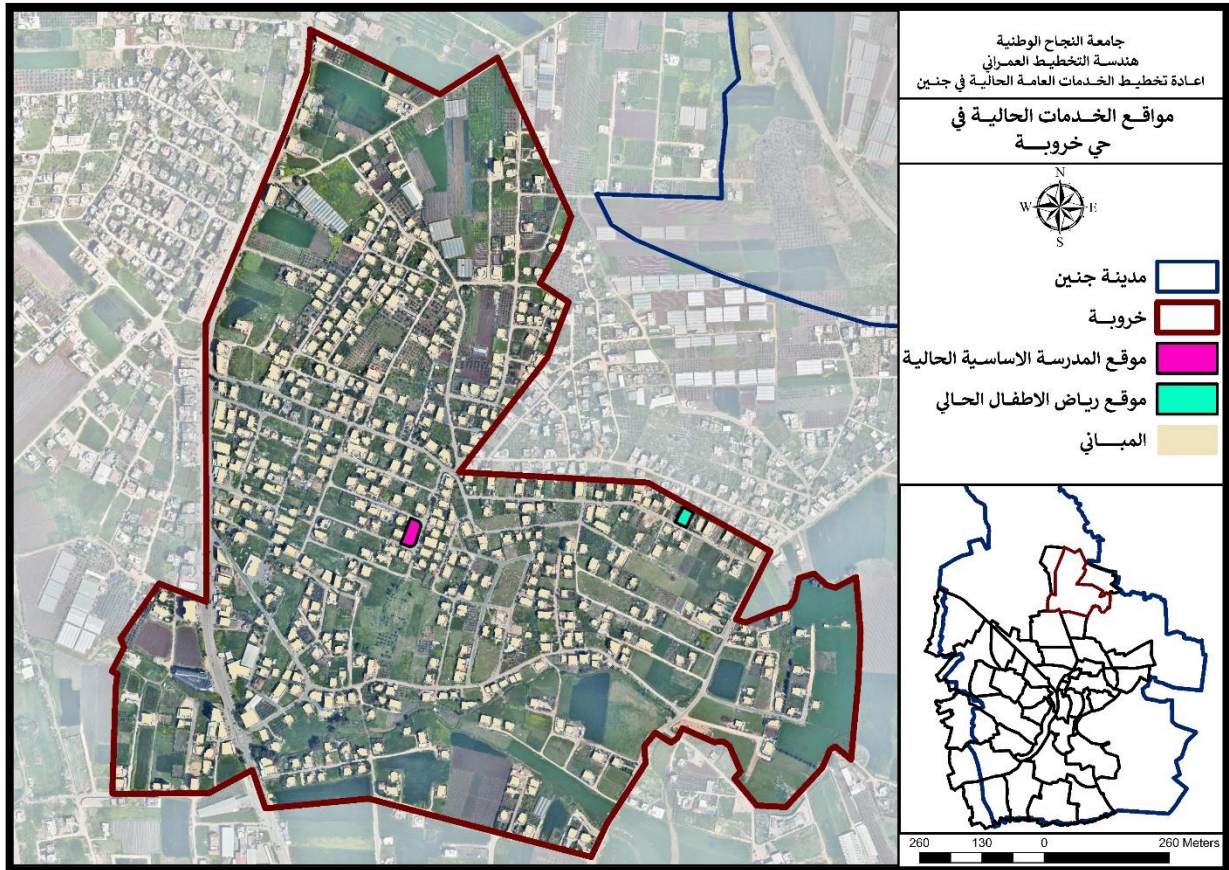 جامعة النجاح الوطنية
هندسة التخطيط العمراني
اعادة تخطيط الخدمات العامة الحالية في جنين
مواقع الخدمات الحالية في
حي خروبة
N
W E
S
مدينة جنين
خروبة
موقع المدرسة الاساسية الحالية
موقع رياض الاطفال الحالي
المباني
260 130 0 260 Meters